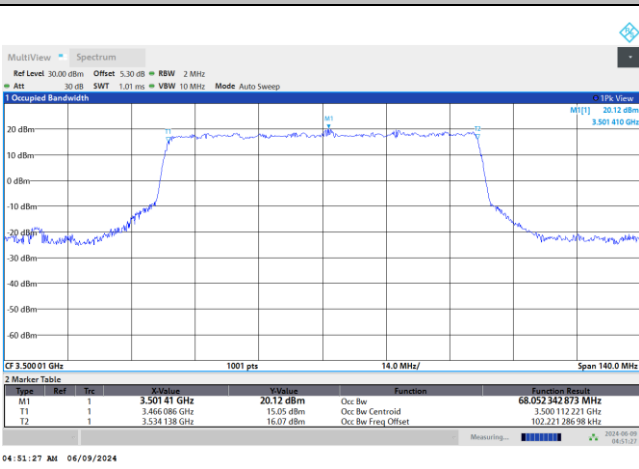 MultiView Spectrum
Ref Level 30.00 dBm Offset 5.30 dB RBW 2 MHz
Att 30 dB SWT 1.01 ms VBW 10 MHz Mode Auto Sweep
1 Occupied Bandwidth 1Pk View
M1[1] 20.12 dBm
3.501 410 GHz
M1
T1 T2
20 dBm
10 dBm
0 dBm
-10 dBm
-20 dBm
-30 dBm
-40 dBm
-50 dBm
-60 dBm
CF 3.500 01 GHz 1001 pts 14.0 MHz/ Span 140.0 MHz
2 Marker Table
Type Ref Trc X-Value Y-Value Function Function Result
M1 1 3.501 41 GHz 20.12 dBm Occ Bw 68.052 342 873 MHz
T1 1 3.466 086 GHz 15.05 dBm Occ Bw Centroid 3.500 112 221 GHz
T2 1 3.534 138 GHz 16.07 dBm Occ Bw Freq Offset 102.221 286 98 kHz
Measuring... 2024-06-09
04:51:27
04:51:27 AM 06/09/2024